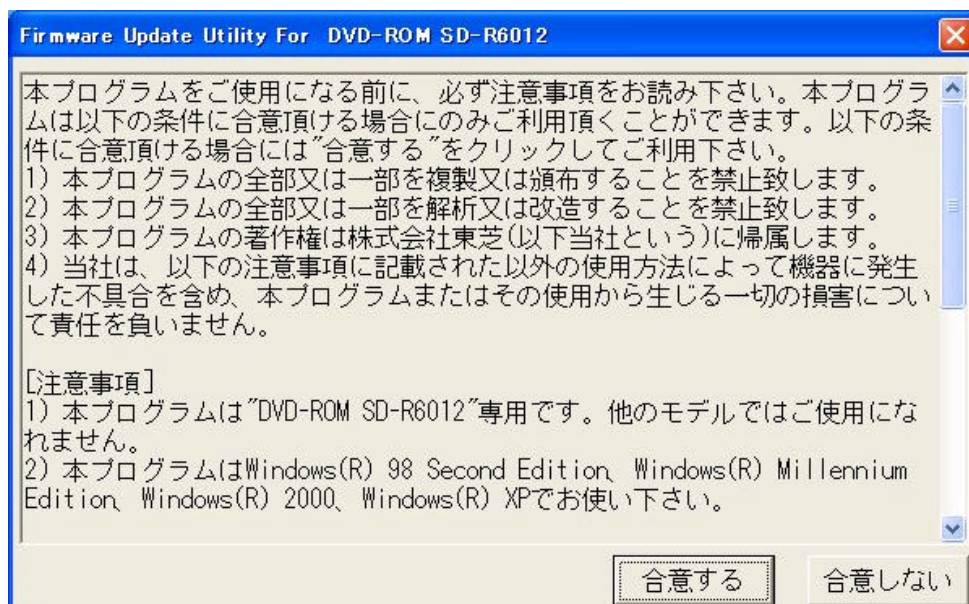 Firmware Update Utility For DVD-ROM SD-R6012
本プログラムをご使用になる前に、必ず注意事項をお読み下さい。本プログラ
ムは以下の条件に合意頂ける場合にのみご利用頂くことができます。以下の条
件に合意頂ける場合には"合意する"をクリックしてご利用下さい。
1) 本プログラムの全部又は一部を複製又は頒布することを禁止致します。
2) 本プログラムの全部又は一部を解析又は改造することを禁止致します。
3) 本プログラムの著作権は株式会社東芝(以下当社という)に帰属します。
4) 当社は、以下の注意事項に記載された以外の使用方法によって機器に発生
した不具合を含め、本プログラムまたはその使用から生じる一切の損害につい
て責任を負いません。
[注意事項]
1) 本プログラムは"DVD-ROM SD-R6012"専用です。他のモデルではご使用にな
れません。
2) 本プログラムはWindows(R) 98 Second Edition、Windows(R) Millennium
Edition、Windows(R) 2000、Windows(R) XPでお使い下さい。
合意する 合意しない